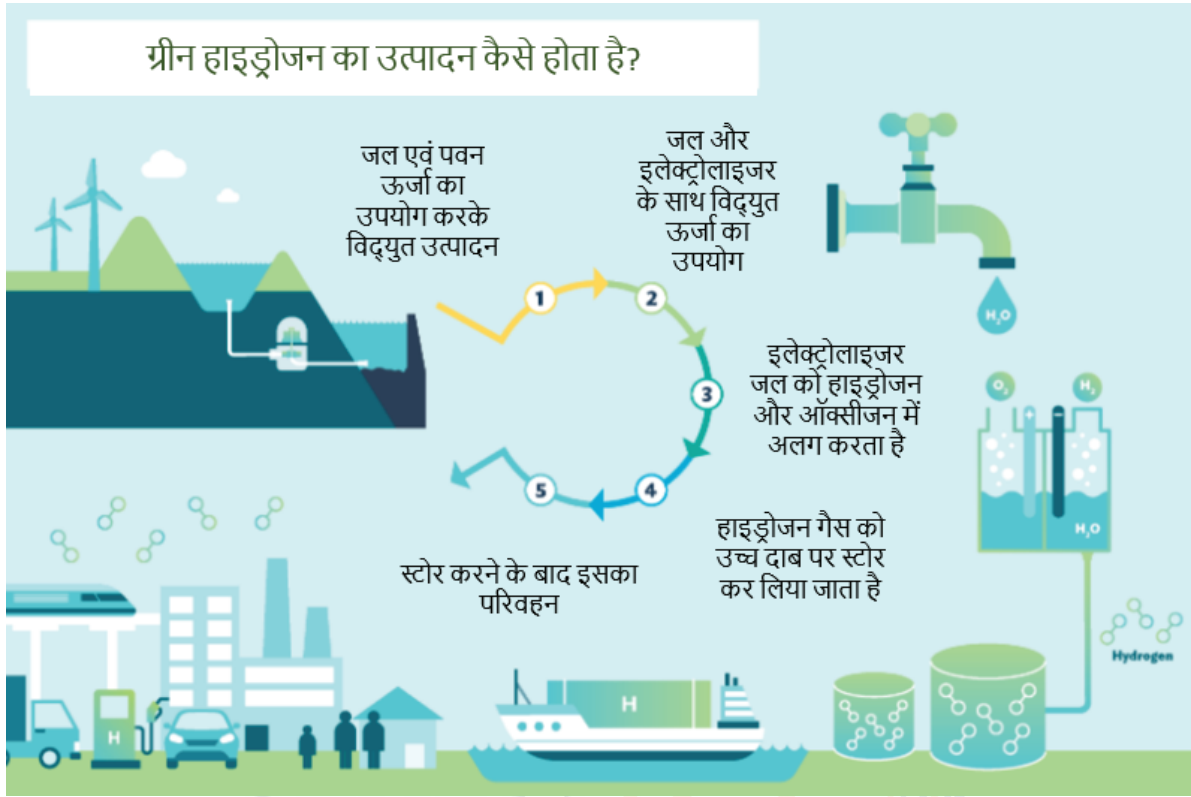 ग्रीन हाइड्रोजन का उत्पादन कैसे होता है?
जल एवं पवन
ऊर्जा का
उपयोग करके
विद्युत उत्पादन
जल और
इलेक्ट्रोलाइजर
के साथ विद्युत
ऊर्जा का
उपयोग
H₂O
1
2
3
4
5
इलेक्ट्रोलाइजर
जल को हाइड्रोजन
और ऑक्सीजन में
अलग करता है
O₂
H₂
+
−
H₂O
हाइड्रोजन गैस को
उच्च दाब पर स्टोर
कर लिया जाता है
स्टोर करने के बाद इसका
परिवहन
Hydrogen
H
H